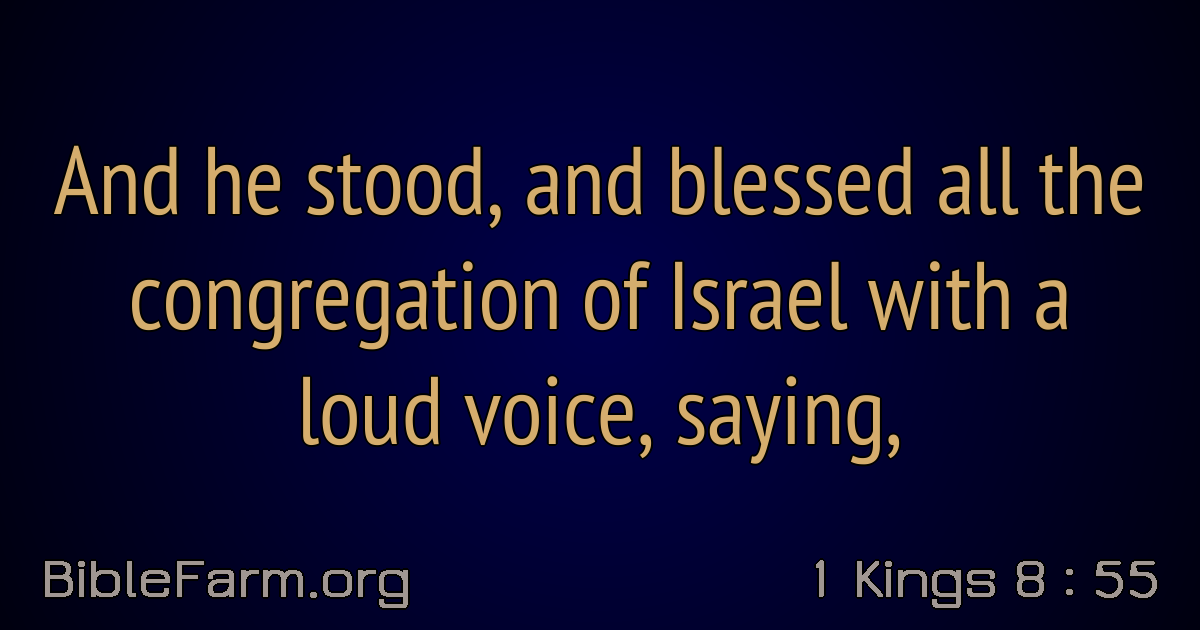 And he stood, and blessed all the
congregation of Israel with a
loud voice, saying,
BibleFarm.org
1 Kings 8 : 55